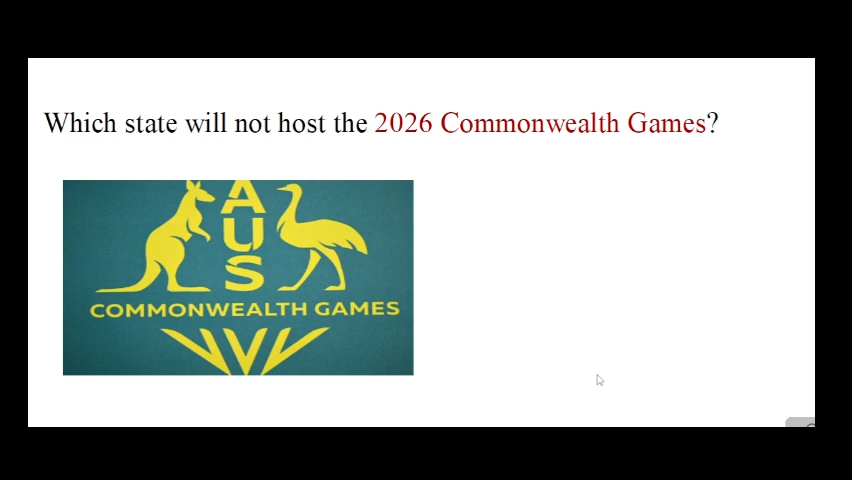 Which state will not host the 2026 Commonwealth Games?
AUS
COMMONWEALTH GAMES